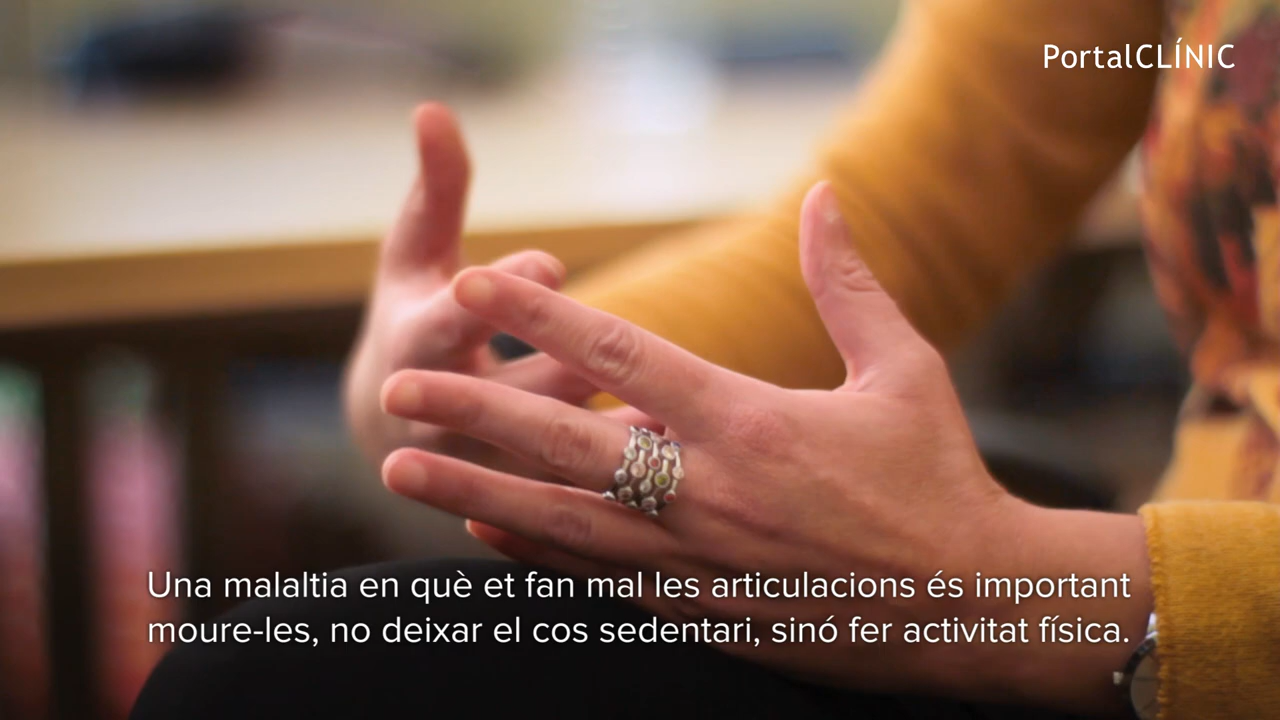 PortalCLÍNIC
Una malaltia en què et fan mal les articulacions és important
moure-les, no deixar el cos sedentari, sinó fer activitat física.